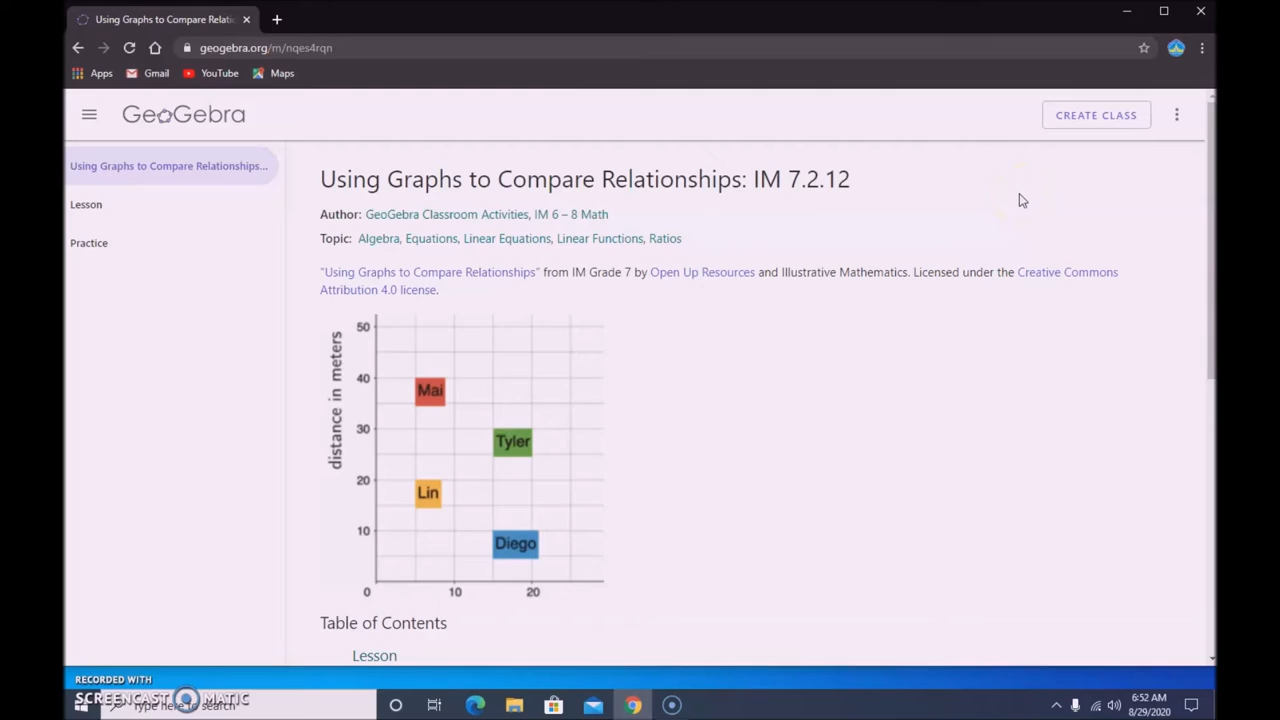 Using Graphs to Compare Relati
geogebra.org/m/nqes4rqn
Apps Gmail YouTube Maps
GeoGebra
CREATE CLASS
Using Graphs to Compare Relationships...
Lesson
Practice
Using Graphs to Compare Relationships: IM 7.2.12
Author: GeoGebra Classroom Activities, IM 6 – 8 Math
Topic: Algebra, Equations, Linear Equations, Linear Functions, Ratios
"Using Graphs to Compare Relationships" from IM Grade 7 by Open Up Resources and Illustrative Mathematics. Licensed under the Creative Commons
Attribution 4.0 license.
distance in meters
50
40
30
20
10
0
10
20
Mai
Tyler
Lin
Diego
Table of Contents
Lesson
RECORDED WITH
SCREENCAST MATIC
Type here to search
6:52 AM
8/29/2020